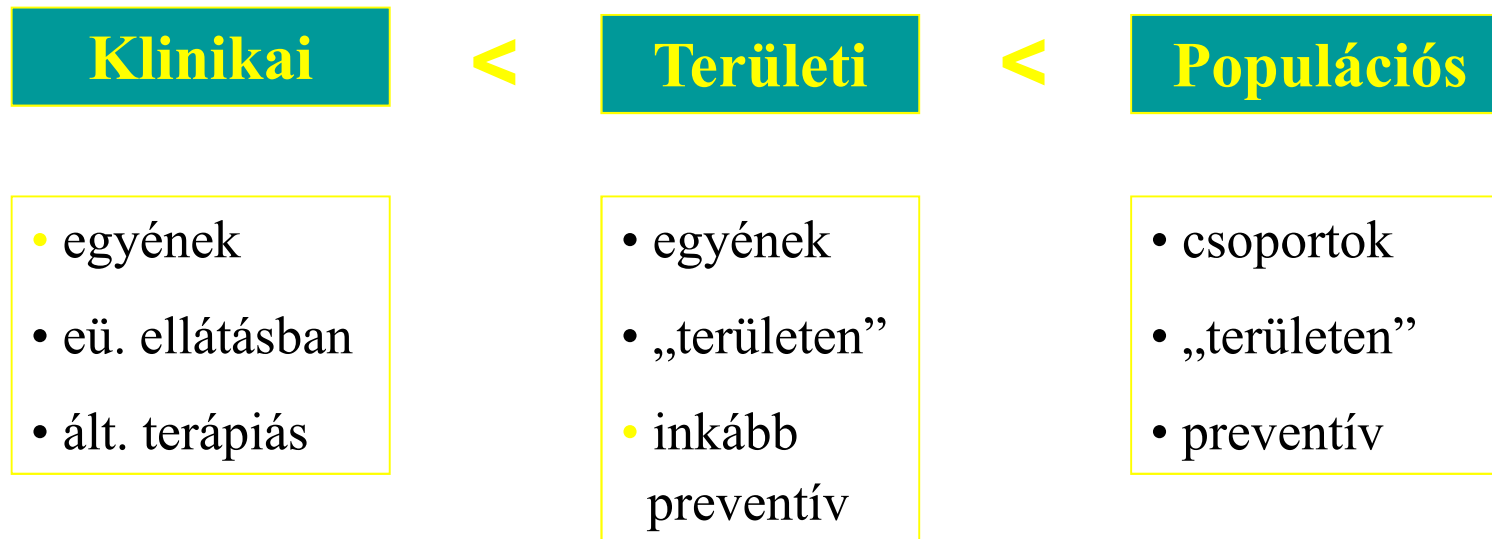 Klinikai < Területi < Populációs
• egyének
• eü. ellátásban
• ált. terápiás
• egyének
• „területen”
• inkább
preventív
• csoportok
• „területen”
• preventív